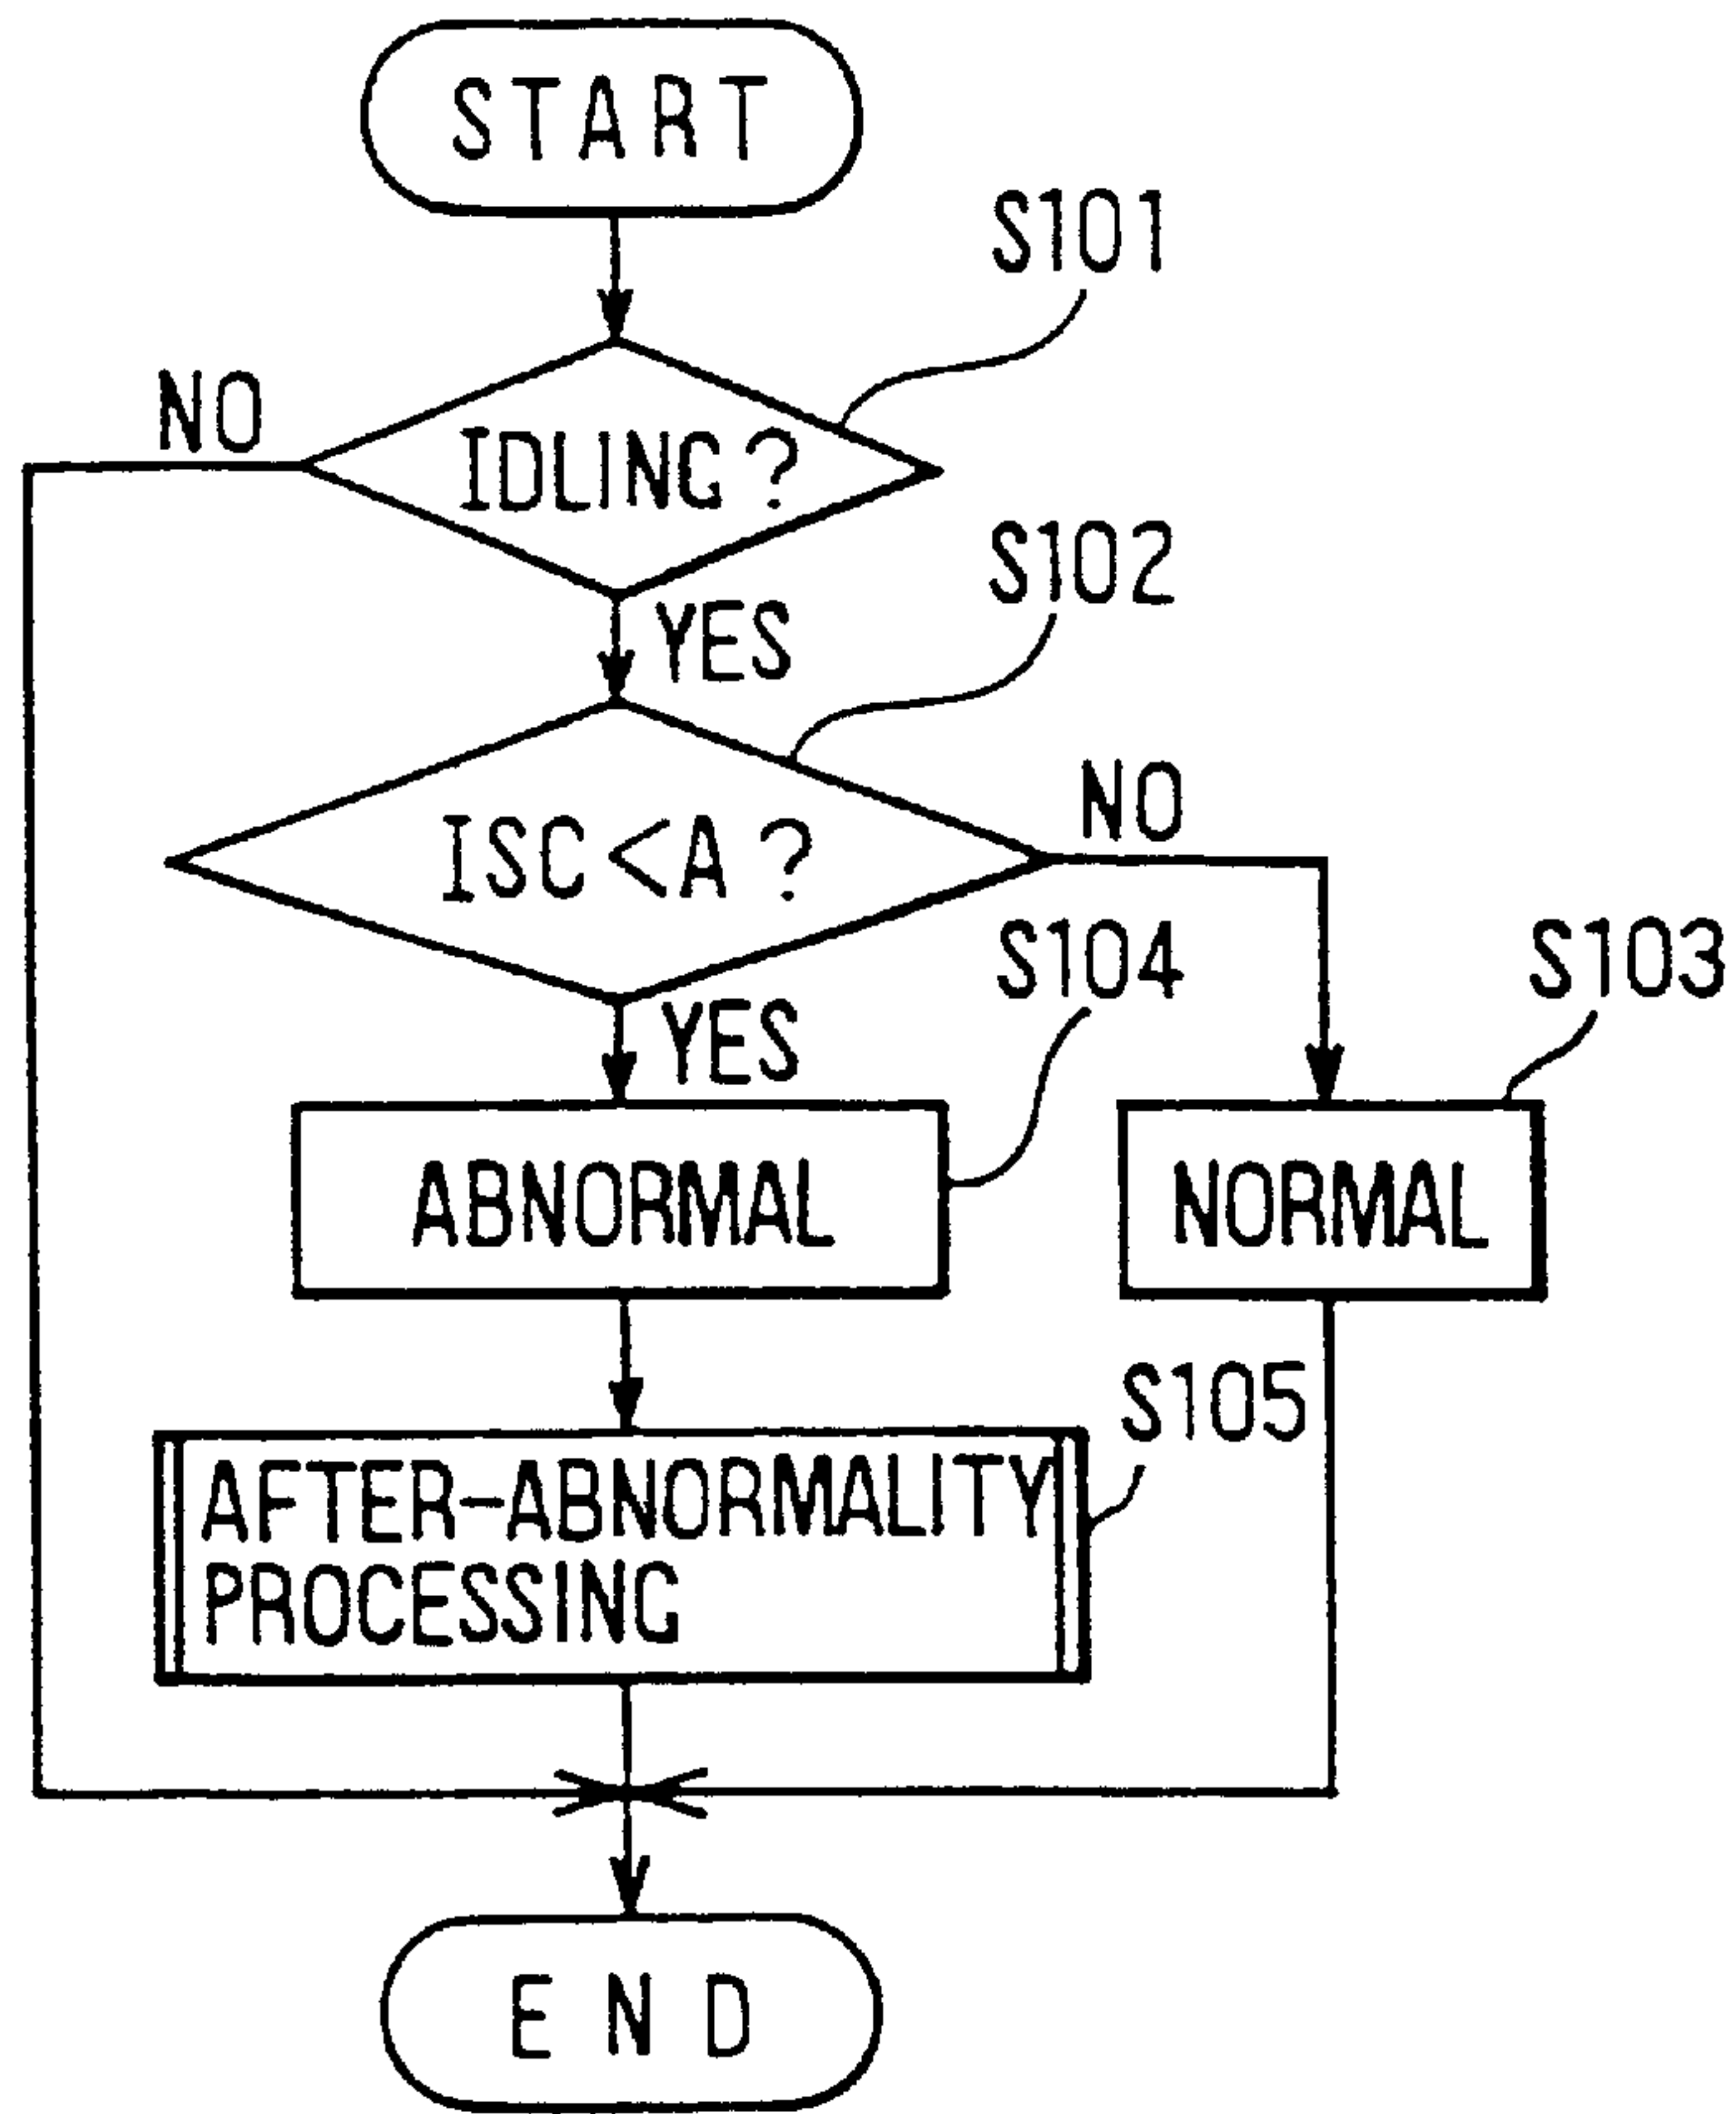 START
S101
NO
IDLING?
S102
YES
NO
ISC<A?
S104
S103
YES
ABNORMAL
NORMAL
S105
AFTER-ABNORMALITY
PROCESSING
END